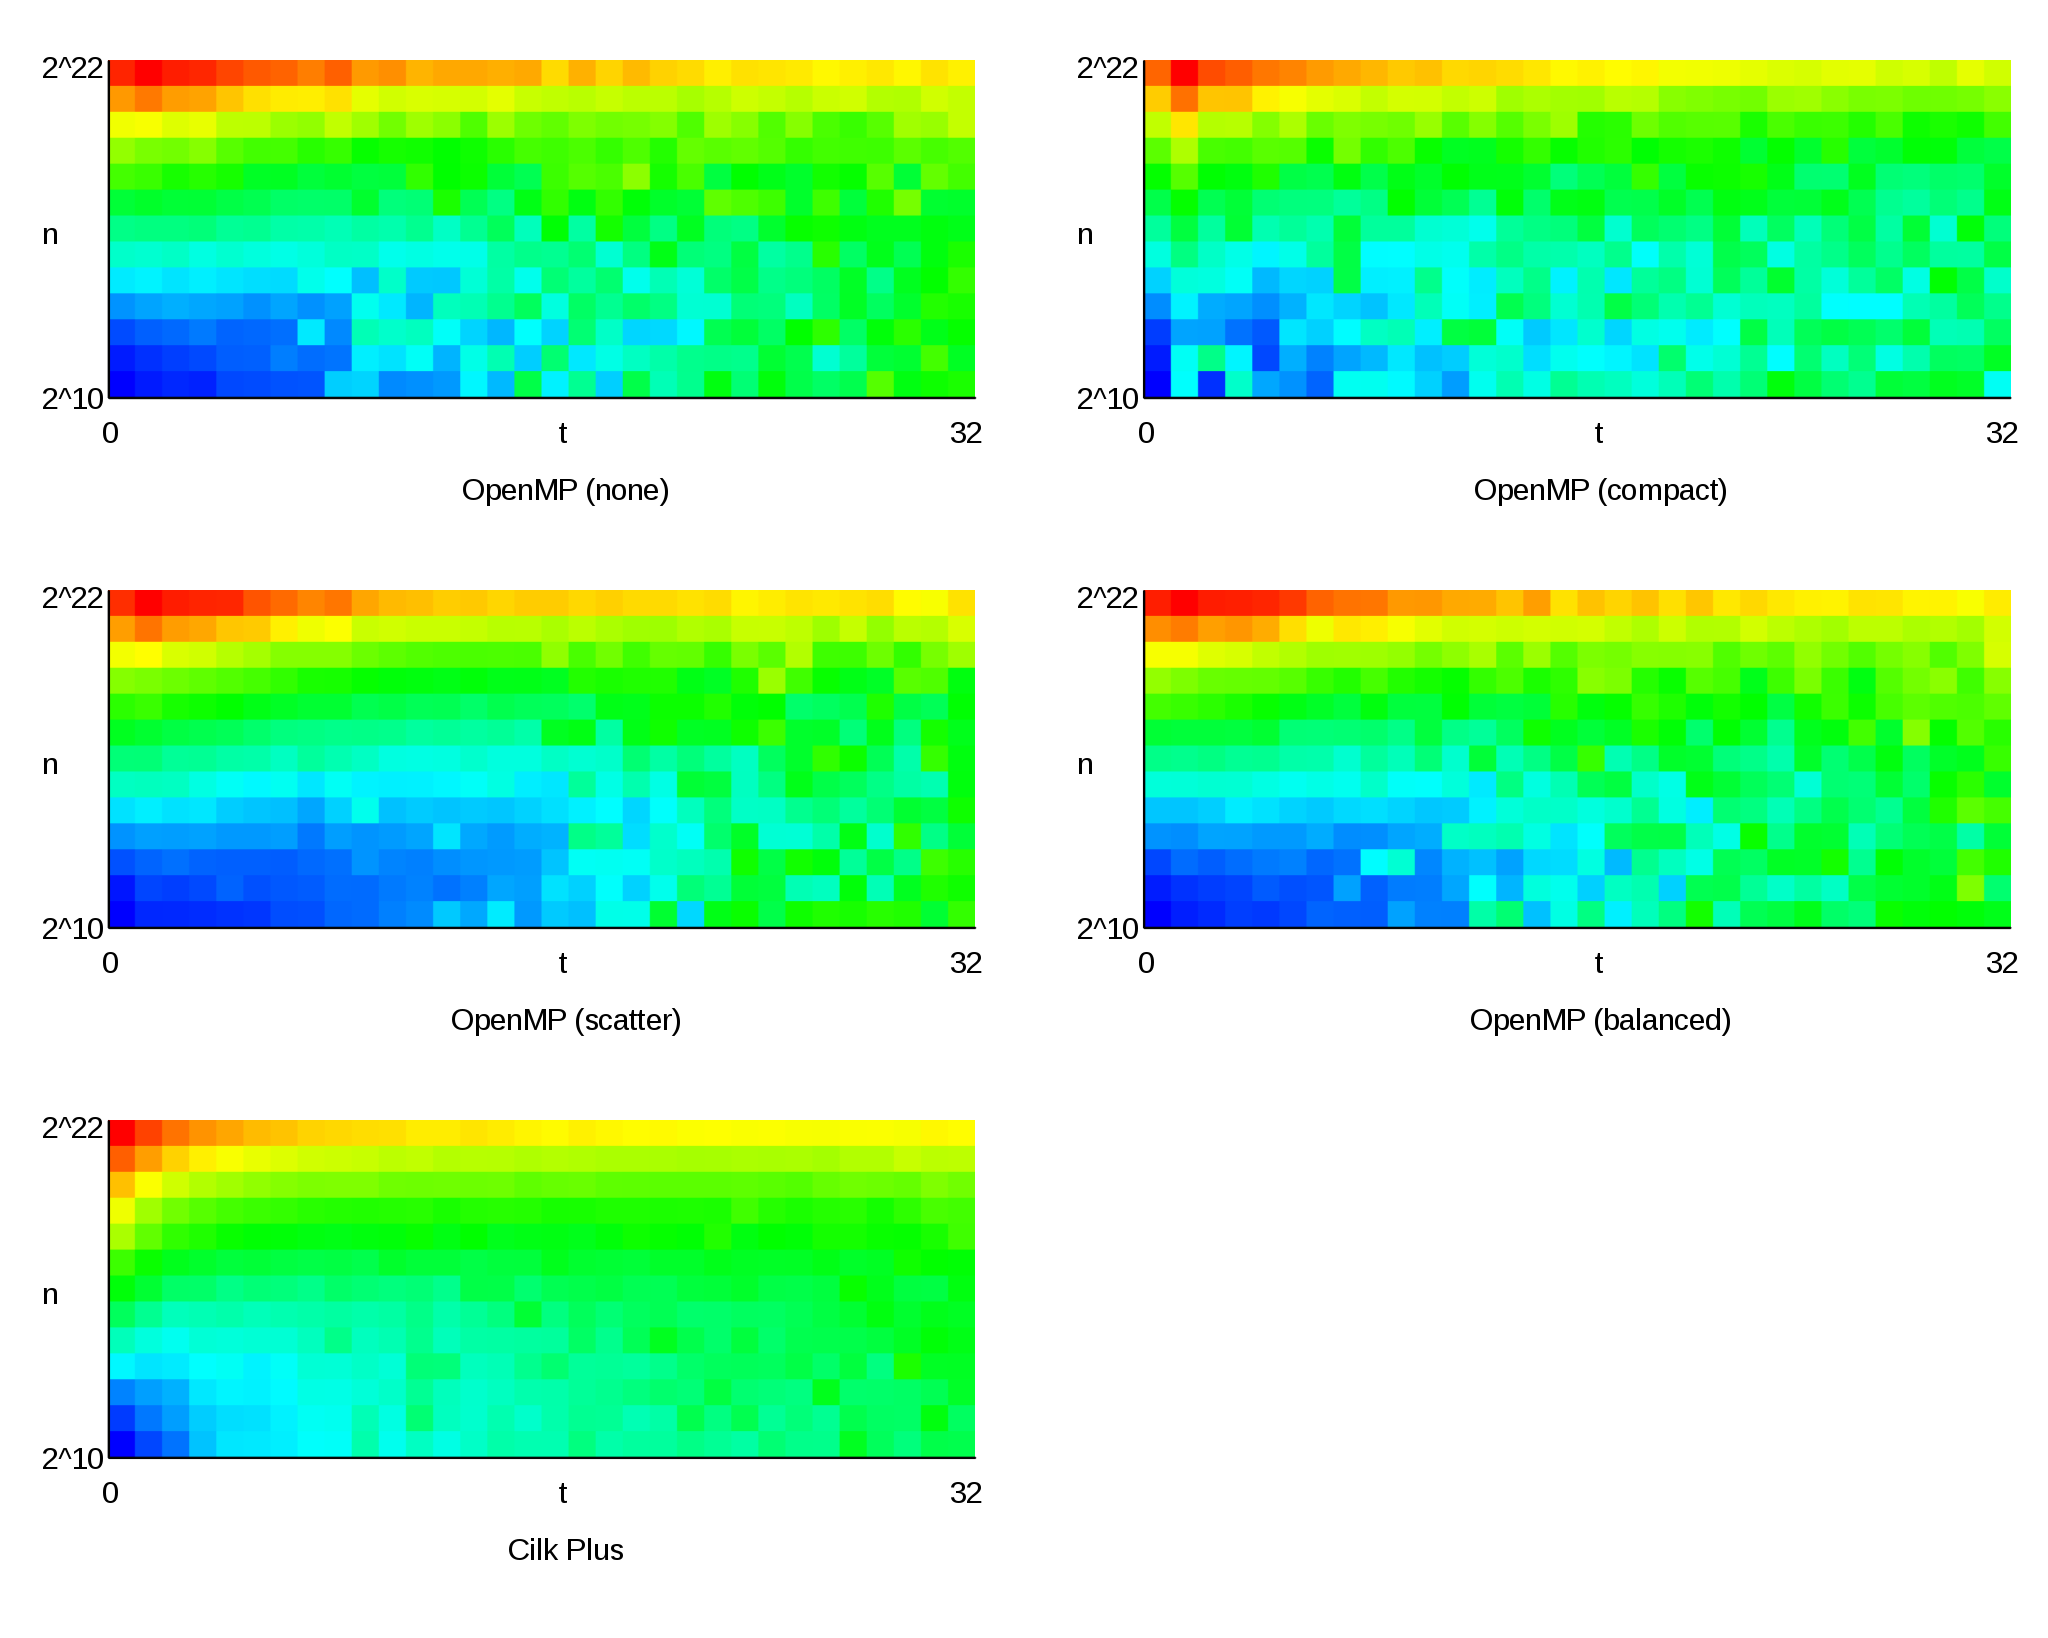 2^22
n
2^10
0 t 32
OpenMP (none)
2^22
n
2^10
0 t 32
OpenMP (compact)
2^22
n
2^10
0 t 32
OpenMP (scatter)
2^22
n
2^10
0 t 32
OpenMP (balanced)
2^22
n
2^10
0 t 32
Cilk Plus